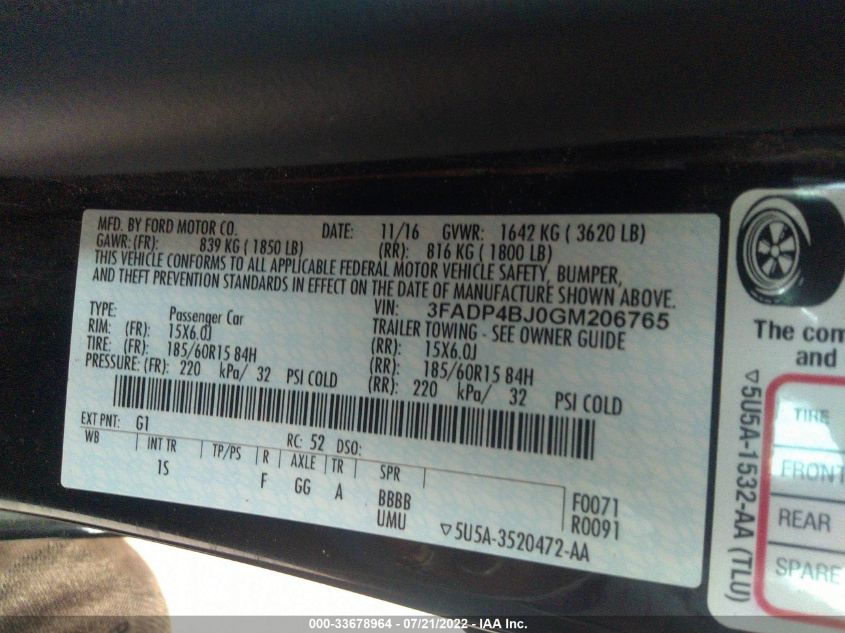 MFD. BY FORD MOTOR CO. DATE: 11/16 GVWR: 1642 KG ( 3620 LB)
GAWR: (FR): 839 KG ( 1850 LB) (RR): 816 KG ( 1800 LB)
THIS VEHICLE CONFORMS TO ALL APPLICABLE FEDERAL MOTOR VEHICLE SAFETY, BUMPER,
AND THEFT PREVENTION STANDARDS IN EFFECT ON THE DATE OF MANUFACTURE SHOWN ABOVE.
VIN: 3FADP4BJ0GM206765
TYPE: Passenger Car TRAILER TOWING - SEE OWNER GUIDE
RIM: (FR): 15X6.0J (RR): 15X6.0J
TIRE: (FR): 185/60R15 84H (RR): 185/60R15 84H
PRESSURE: (FR): 220 kPa/ 32 PSI COLD (RR): 220 kPa/ 32 PSI COLD
EXT PNT: G1 RC: 52 DSO:
WB INT TR TP/PS R AXLE TR SPR
1S F GG A BBBB F0071
UMU R0091
▽5U5A-3520472-AA
The com
and
TIRE
FRONT
REAR
SPARE
▽5U5A-1532-AA (TLU)
000-33678964 - 07/21/2022 - IAA Inc.